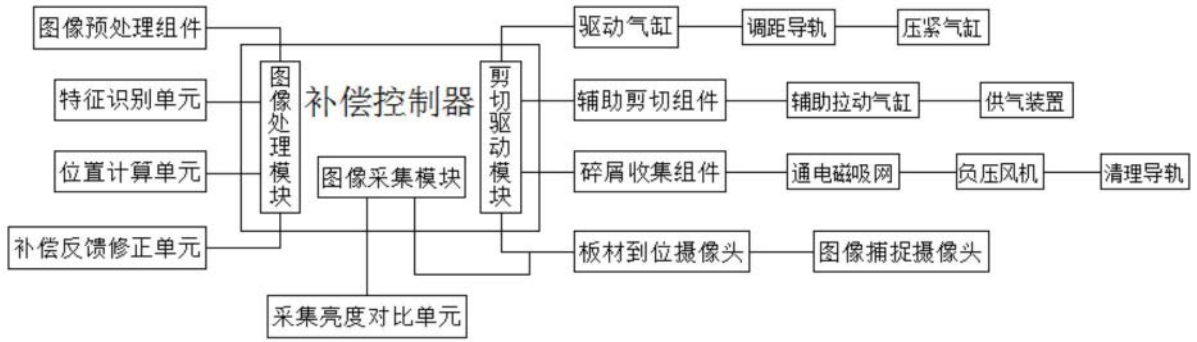 图像预处理组件
特征识别单元
位置计算单元
补偿反馈修正单元
图像处理模块
补偿控制器
图像采集模块
剪切驱动模块
采集亮度对比单元
驱动气缸
调距导轨
压紧气缸
辅助剪切组件
辅助拉动气缸
供气装置
碎屑收集组件
通电磁吸网
负压风机
清理导轨
板材到位摄像头
图像捕捉摄像头